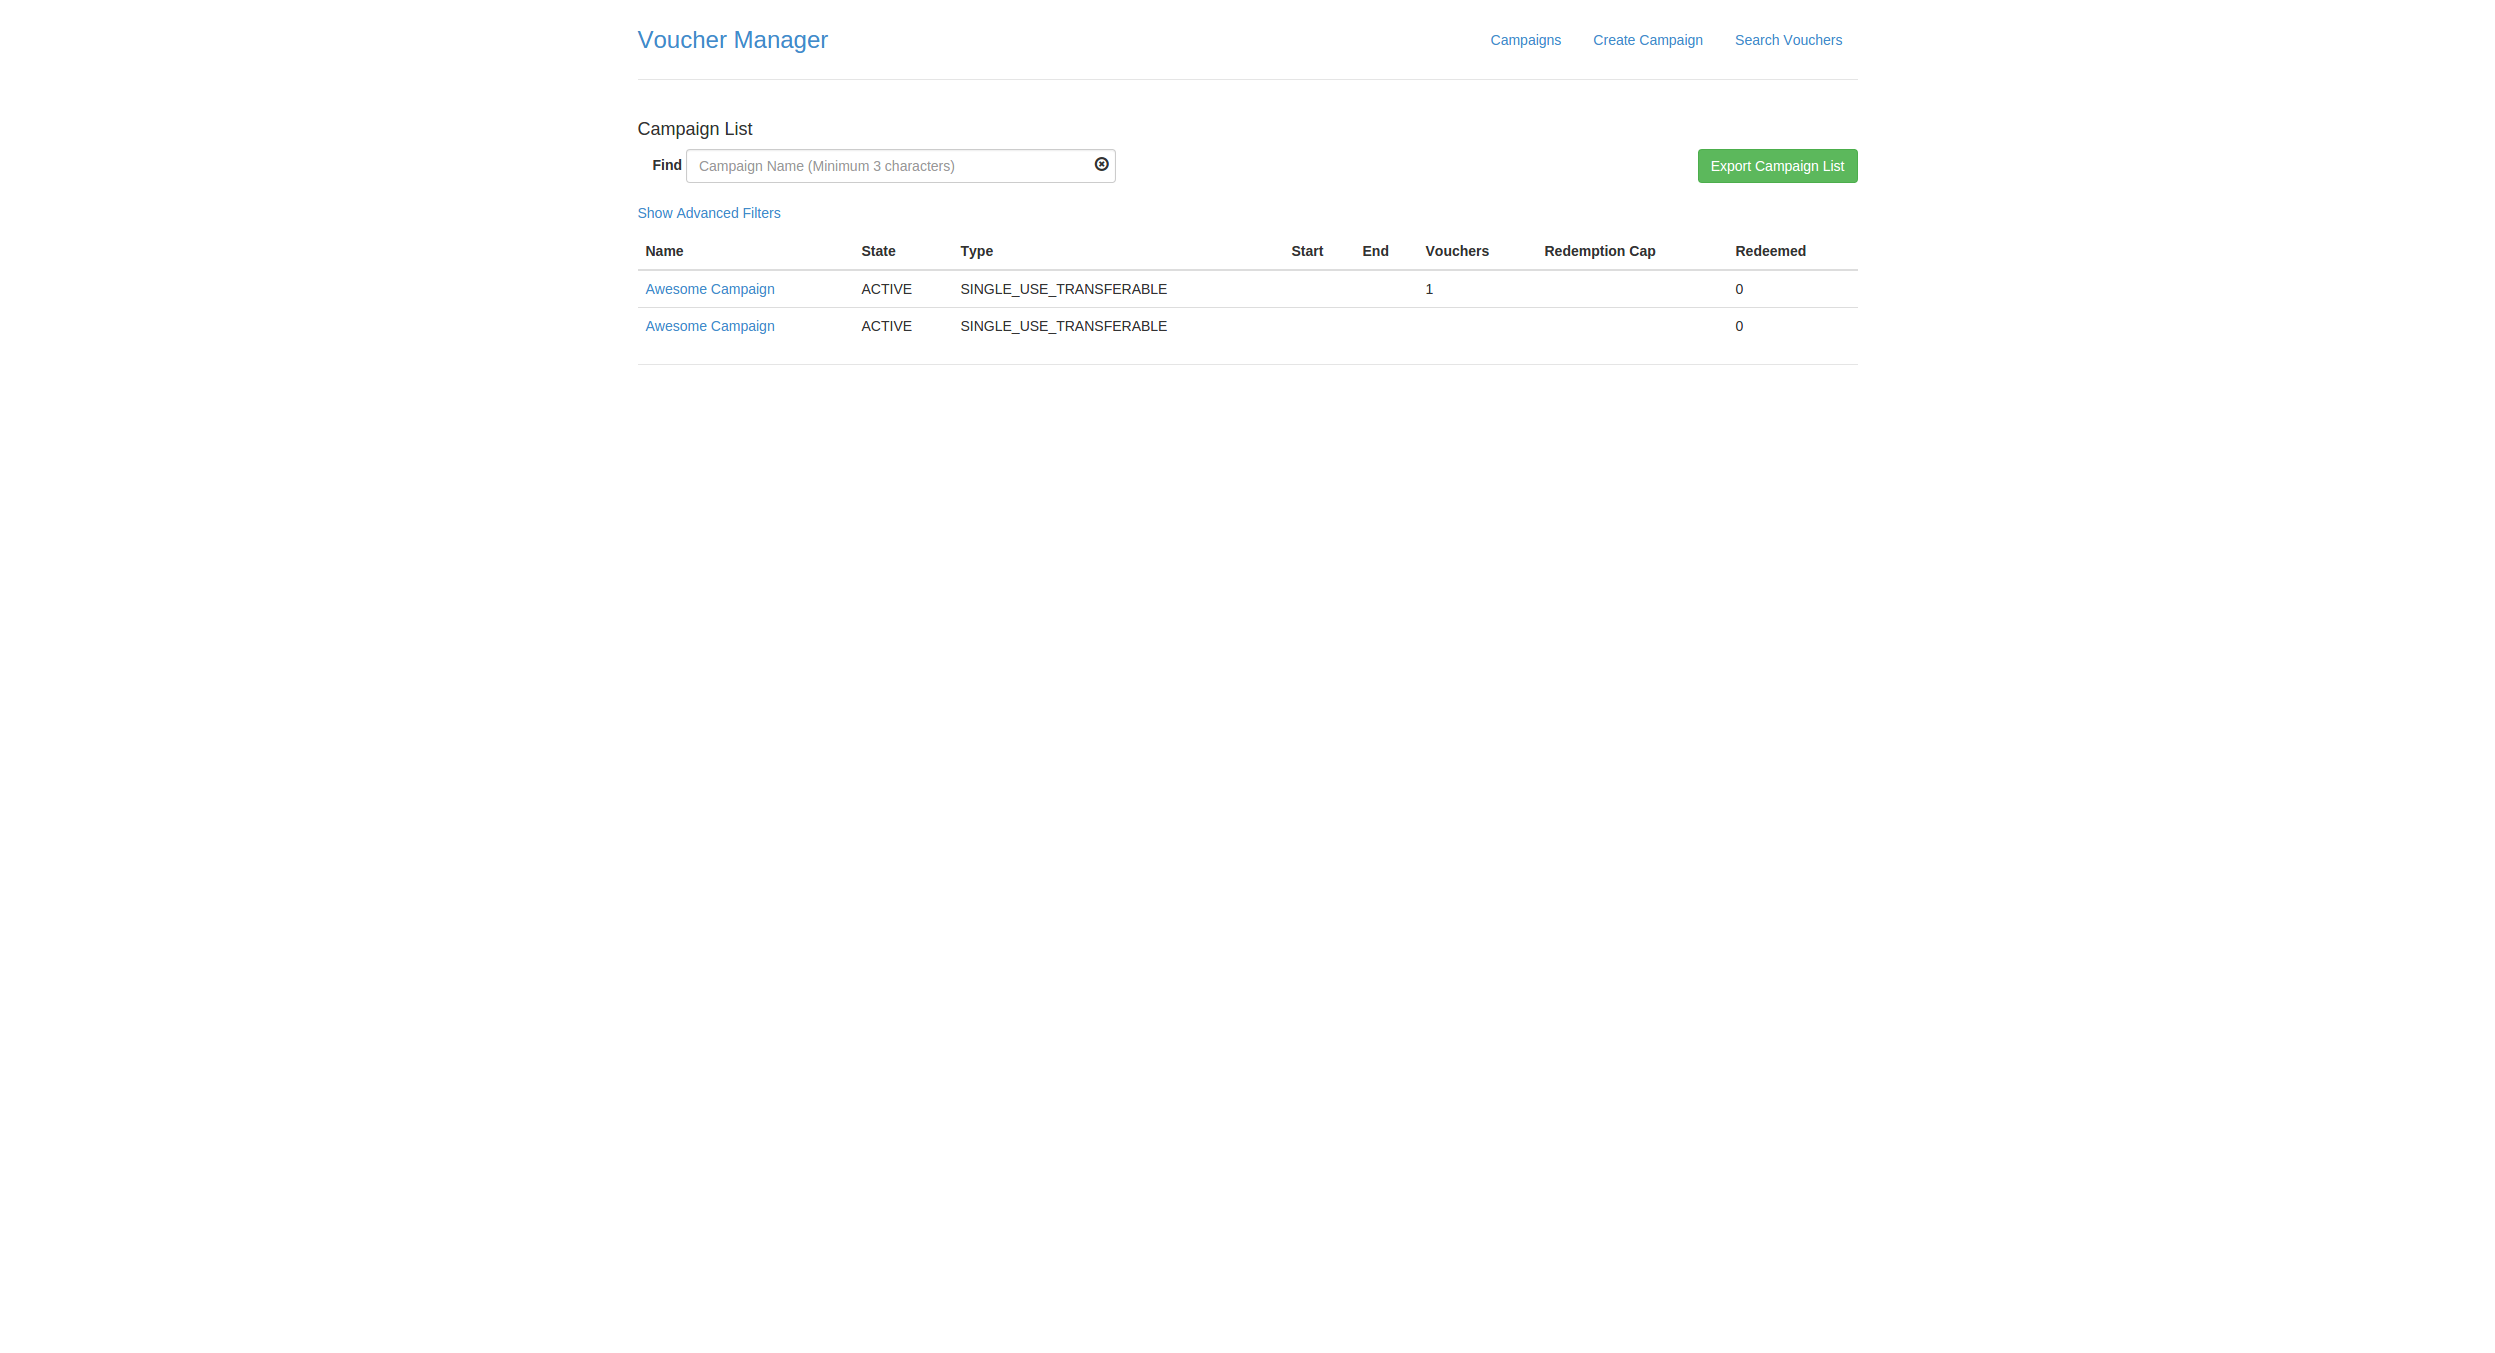 Voucher Manager Campaigns Create Campaign Search Vouchers
Campaign List
Find Campaign Name (Minimum 3 characters) Export Campaign List
Show Advanced Filters
Name State Type Start End Vouchers Redemption Cap Redeemed
Awesome Campaign ACTIVE SINGLE_USE_TRANSFERABLE 1 0
Awesome Campaign ACTIVE SINGLE_USE_TRANSFERABLE 0